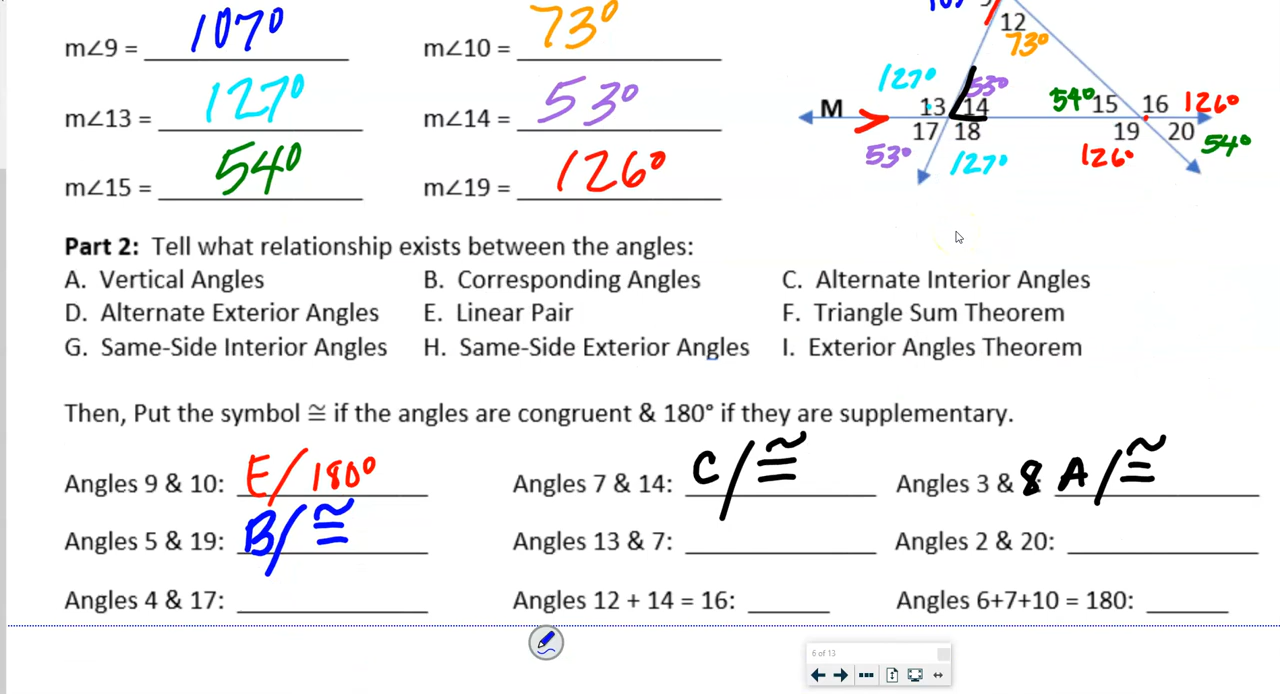 m∠9 = 107° m∠10 = 73°
12
73°
m∠13 = 127° m∠14 = 53°
127° 53°
M 13 14 54° 15 16 126°
17 18 19 20
53° 127° 126° 54°
m∠15 = 54° m∠19 = 126°
Part 2: Tell what relationship exists between the angles:
A. Vertical Angles B. Corresponding Angles C. Alternate Interior Angles
D. Alternate Exterior Angles E. Linear Pair F. Triangle Sum Theorem
G. Same-Side Interior Angles H. Same-Side Exterior Angles I. Exterior Angles Theorem
Then, Put the symbol ≅ if the angles are congruent & 180° if they are supplementary.
Angles 9 & 10: E/180° Angles 7 & 14: C/≅ Angles 3 & 8 A/≅
Angles 5 & 19: B/≅ Angles 13 & 7: Angles 2 & 20:
Angles 4 & 17: Angles 12 + 14 = 16: Angles 6+7+10 = 180:
6 of 13